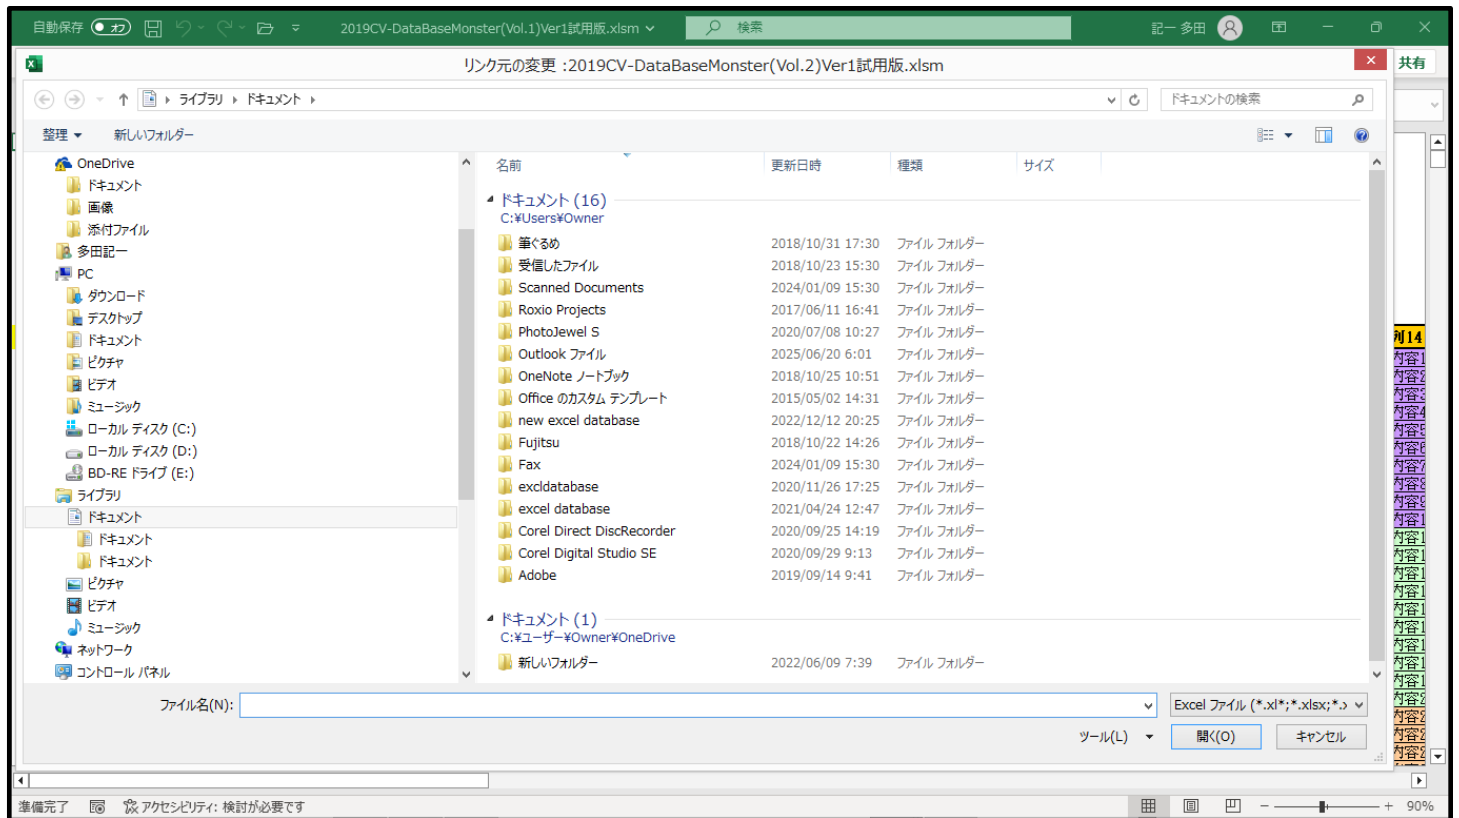 自動保存 オフ 2019CV-DataBaseMonster(Vol.1)Ver1試用版.xlsm 検索 記一 多田
リンク元の変更 :2019CV-DataBaseMonster(Vol.2)Ver1試用版.xlsm
共有
ライブラリ ドキュメント ドキュメントの検索
整理 新しいフォルダー
OneDrive
ドキュメント
画像
添付ファイル
多田記一
PC
ダウンロード
デスクトップ
ドキュメント
ピクチャ
ビデオ
ミュージック
ローカル ディスク (C:)
ローカル ディスク (D:)
BD-RE ドライブ (E:)
ライブラリ
ドキュメント
ドキュメント
ドキュメント
ピクチャ
ビデオ
ミュージック
ネットワーク
コントロール パネル
名前 更新日時 種類 サイズ
ドキュメント (16)
C:¥Users¥Owner
筆ぐるめ 2018/10/31 17:30 ファイル フォルダー
受信したファイル 2018/10/23 15:30 ファイル フォルダー
Scanned Documents 2024/01/09 15:30 ファイル フォルダー
Roxio Projects 2017/06/11 16:41 ファイル フォルダー
PhotoJewel S 2020/07/08 10:27 ファイル フォルダー
Outlook ファイル 2025/06/20 6:01 ファイル フォルダー
OneNote ノートブック 2018/10/25 10:51 ファイル フォルダー
Office のカスタム テンプレート 2015/05/02 14:31 ファイル フォルダー
new excel database 2022/12/12 20:25 ファイル フォルダー
Fujitsu 2018/10/22 14:26 ファイル フォルダー
Fax 2024/01/09 15:30 ファイル フォルダー
excldatabase 2020/11/26 17:25 ファイル フォルダー
excel database 2021/04/24 12:47 ファイル フォルダー
Corel Direct DiscRecorder 2020/09/25 14:19 ファイル フォルダー
Corel Digital Studio SE 2020/09/29 9:13 ファイル フォルダー
Adobe 2019/09/14 9:41 ファイル フォルダー
ドキュメント (1)
C:¥ユーザー¥Owner¥OneDrive
新しいフォルダー 2022/06/09 7:39 ファイル フォルダー
列14
ファイル名(N): Excel ファイル (*.xl*;*.xlsx;*.x
ツール(L) 開く(O) キャンセル
準備完了 アクセシビリティ: 検討が必要です 90%